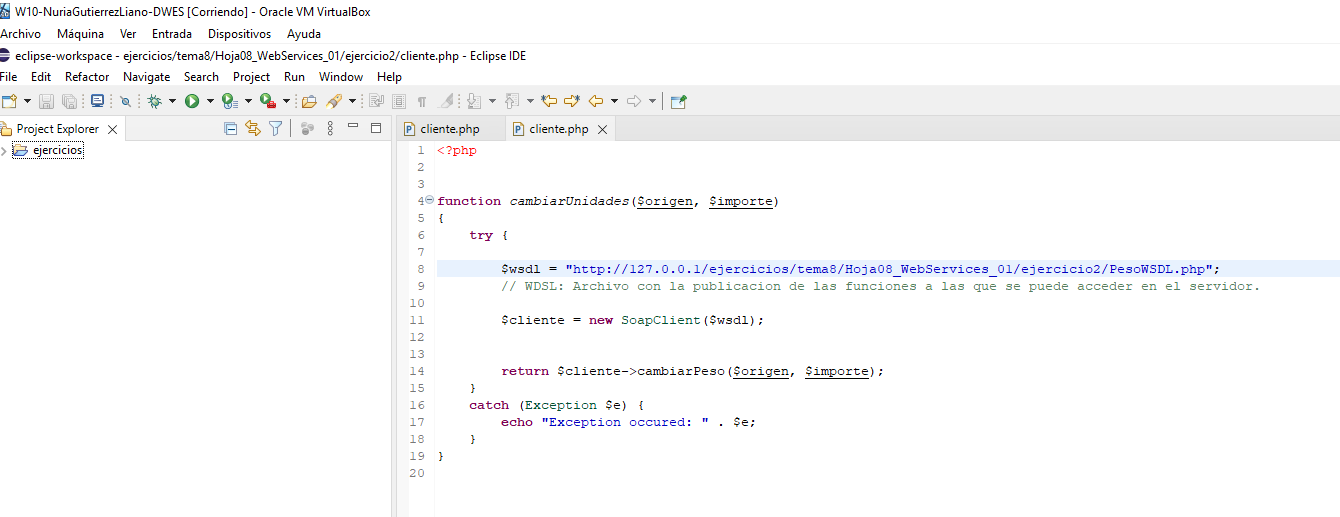 W10-NuriaGutierrezLiano-DWES [Corriendo] - Oracle VM VirtualBox
Archivo Máquina Ver Entrada Dispositivos Ayuda
eclipse-workspace - ejercicios/tema8/Hoja08_WebServices_01/ejercicio2/cliente.php - Eclipse IDE
File Edit Refactor Navigate Search Project Run Window Help
Project Explorer
ejercicios
cliente.php cliente.php
1 <?php
2
3
4 function cambiarUnidades($origen, $importe)
5 {
6 try {
7
8 $wsdl = "http://127.0.0.1/ejercicios/tema8/Hoja08_WebServices_01/ejercicio2/PesoWSDL.php";
9 // WDSL: Archivo con la publicacion de las funciones a las que se puede acceder en el servidor.
10
11 $cliente = new SoapClient($wsdl);
12
13
14 return $cliente->cambiarPeso($origen, $importe);
15 }
16 catch (Exception $e) {
17 echo "Exception occured: " . $e;
18 }
19 }
20